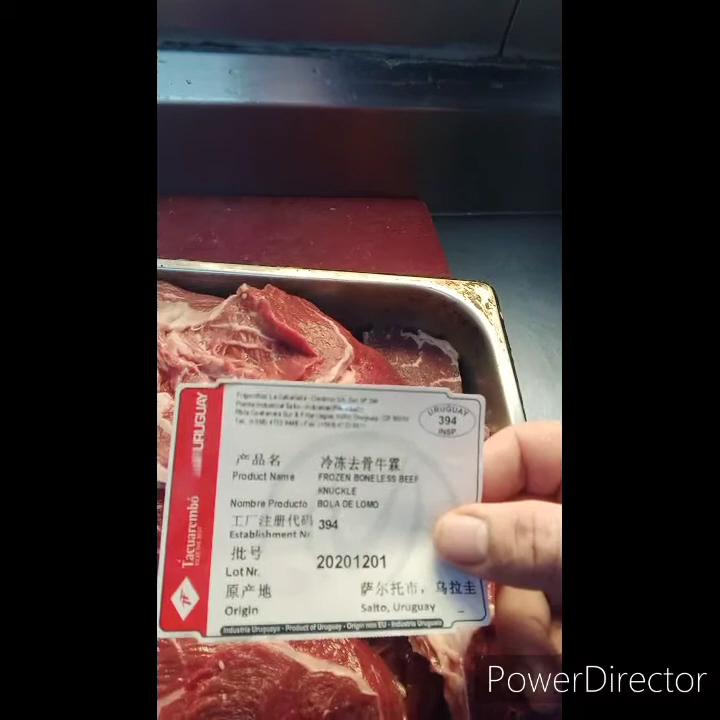 URUGUAY
394
INSP
URUGUAY
Tacuarembó
产品名 冷冻去骨牛霖
Product Name FROZEN BONELESS BEEF
KNUCKLE
Nombre Producto BOLA DE LOMO
工厂注册代码 394
Establishment Nr.
批号
Lot Nr. 20201201
原产地 萨尔托市，乌拉圭
Origin Salto, Uruguay
Industria Uruguaya - Product of Uruguay - Origin non EU - Industria Uruguaia
PowerDirector